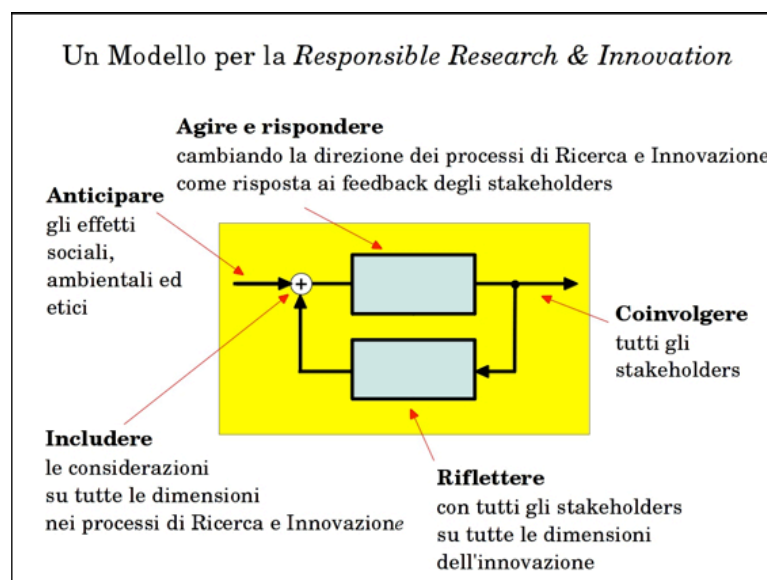 Un Modello per la Responsible Research & Innovation
Agire e rispondere
cambiando la direzione dei processi di Ricerca e Innovazione
come risposta ai feedback degli stakeholders
Anticipare
gli effetti
sociali,
ambientali ed
etici
+
Coinvolgere
tutti gli
stakeholders
Includere
le considerazioni
su tutte le dimensioni
nei processi di Ricerca e Innovazione
Riflettere
con tutti gli stakeholders
su tutte le dimensioni
dell'innovazione